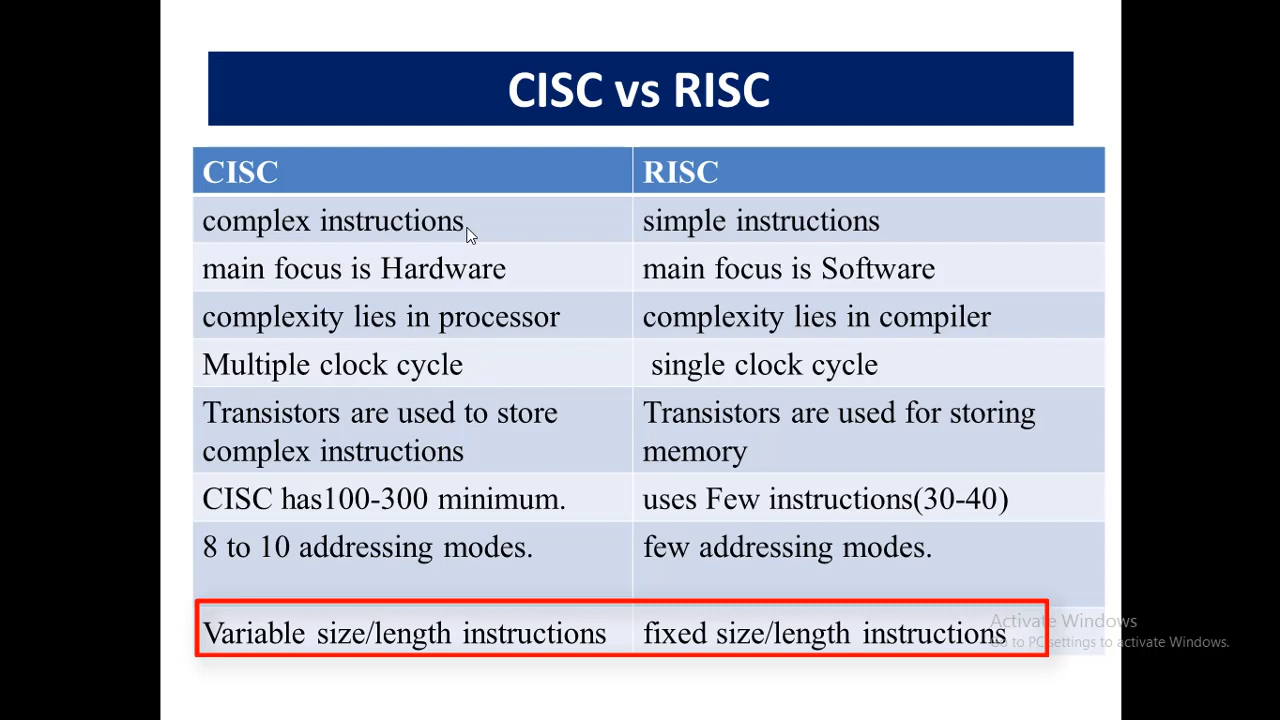 CISC vs RISC
CISC
RISC
complex instructions
simple instructions
main focus is Hardware
main focus is Software
complexity lies in processor
complexity lies in compiler
Multiple clock cycle
single clock cycle
Transistors are used to store
complex instructions
Transistors are used for storing
memory
CISC has100-300 minimum.
uses Few instructions(30-40)
8 to 10 addressing modes.
few addressing modes.
Variable size/length instructions
fixed size/length instructions
Activate Windows
Go to PC settings to activate Windows.